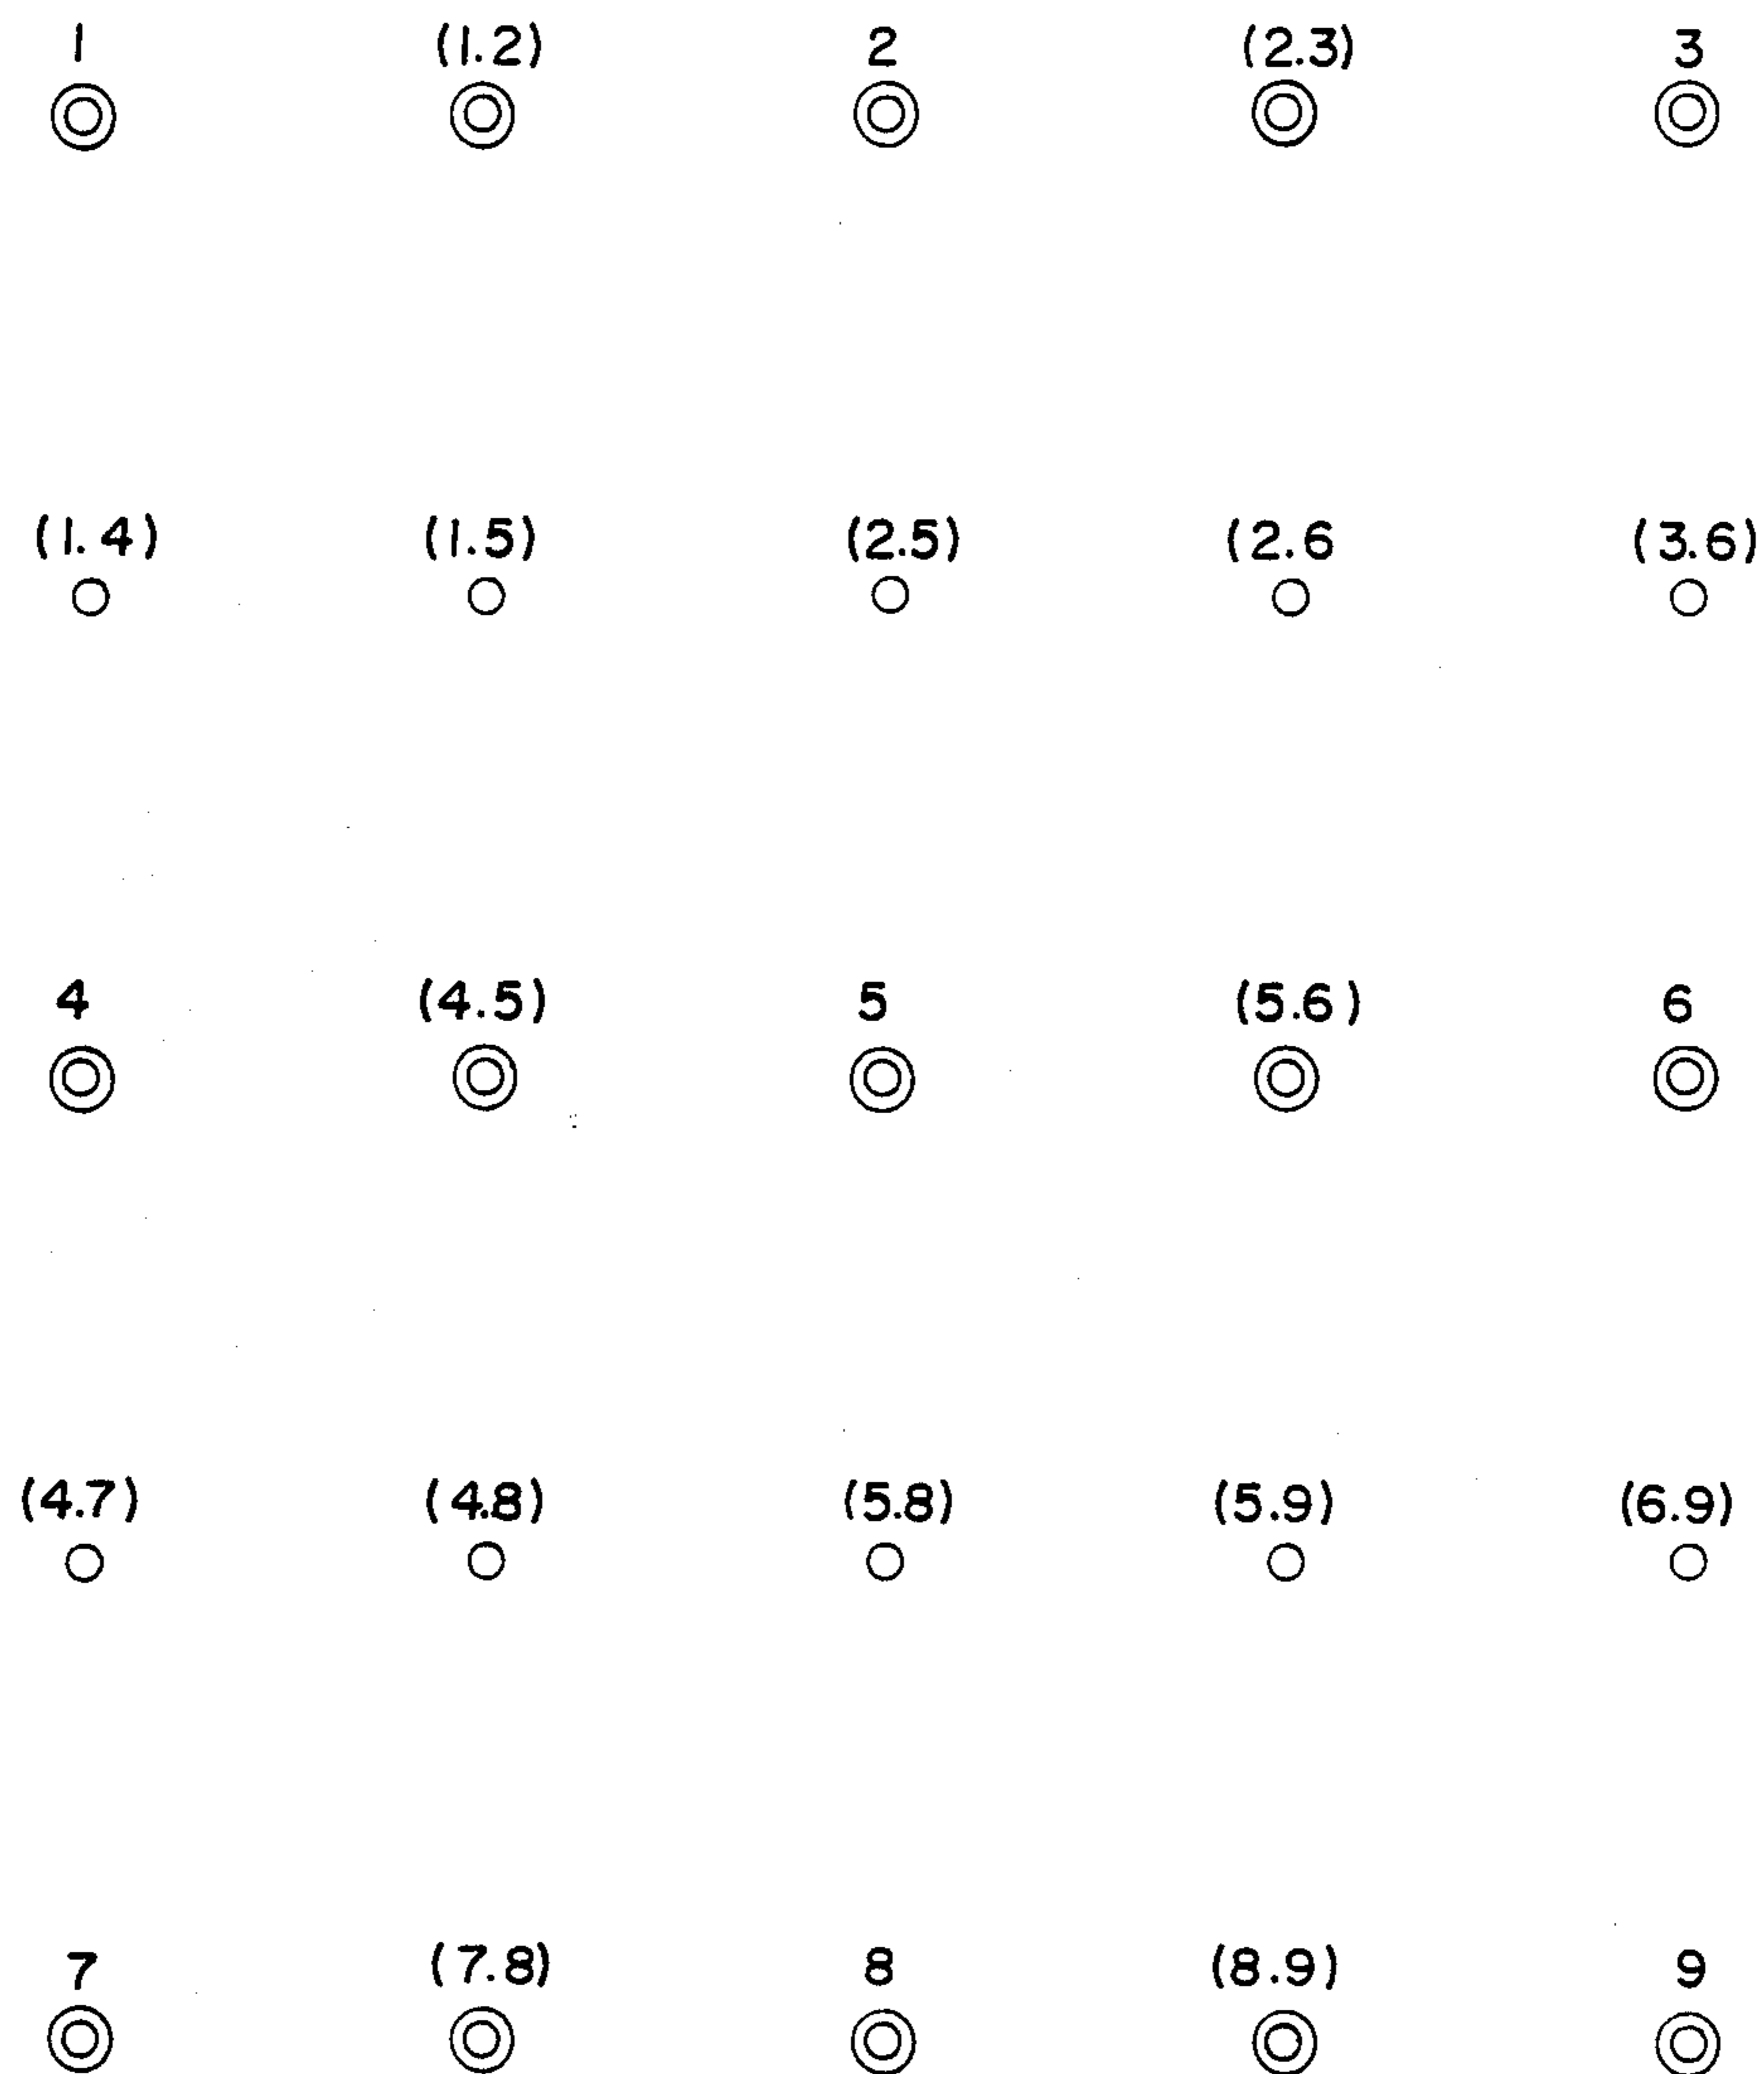 1 (1.2) 2 (2.3) 3
(1.4) (1.5) (2.5) (2.6 (3.6)
4 (4.5) 5 (5.6) 6
(4.7) (4.8) (5.8) (5.9) (6.9)
7 (7.8) 8 (8.9) 9